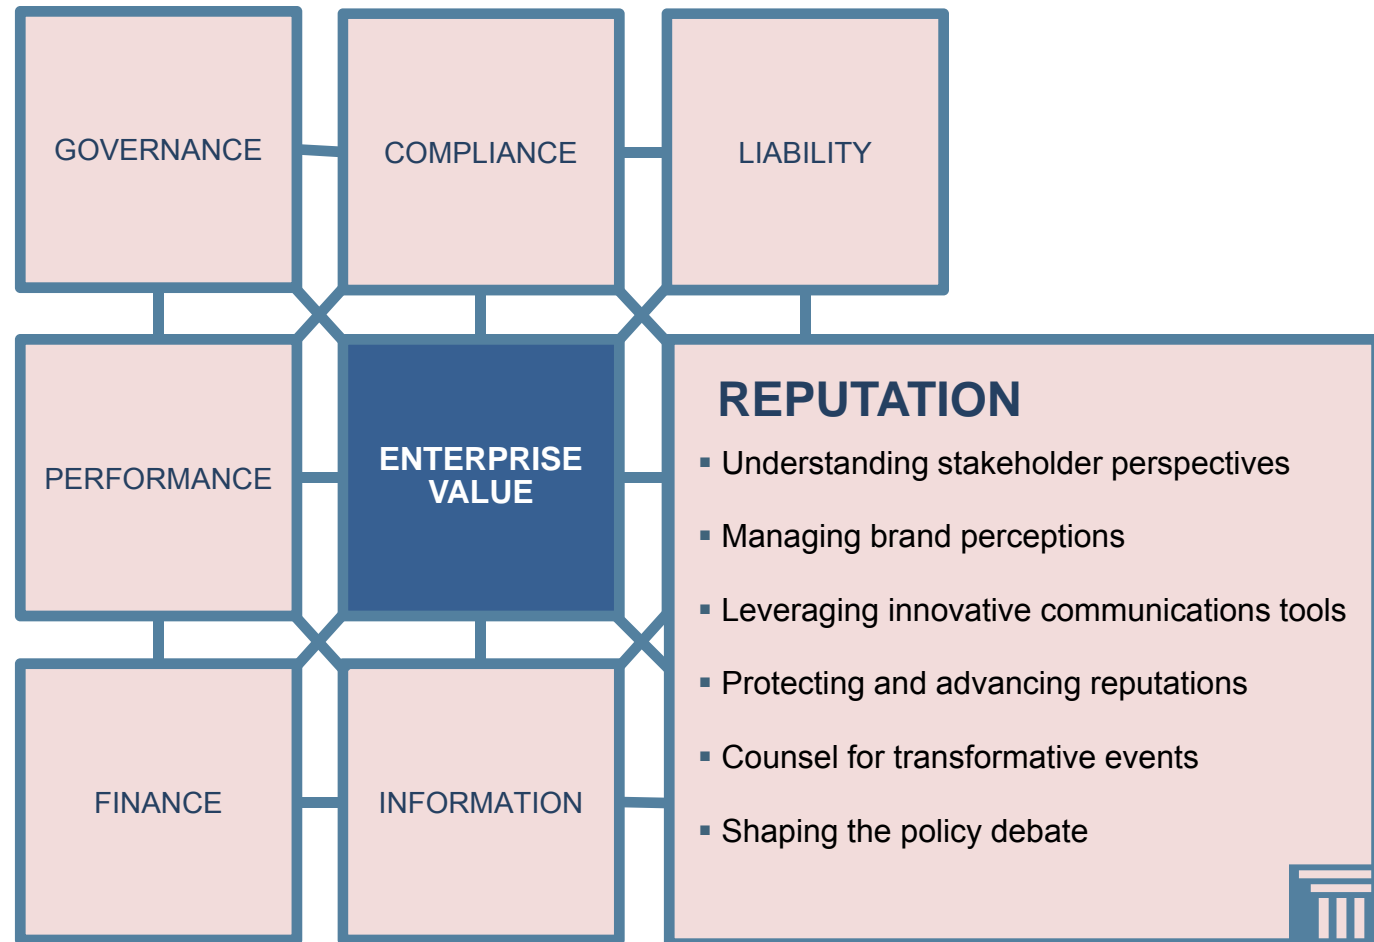 GOVERNANCE
COMPLIANCE
LIABILITY
PERFORMANCE
ENTERPRISE
VALUE
REPUTATION
▪ Understanding stakeholder perspectives
▪ Managing brand perceptions
▪ Leveraging innovative communications tools
▪ Protecting and advancing reputations
▪ Counsel for transformative events
▪ Shaping the policy debate
FINANCE
INFORMATION